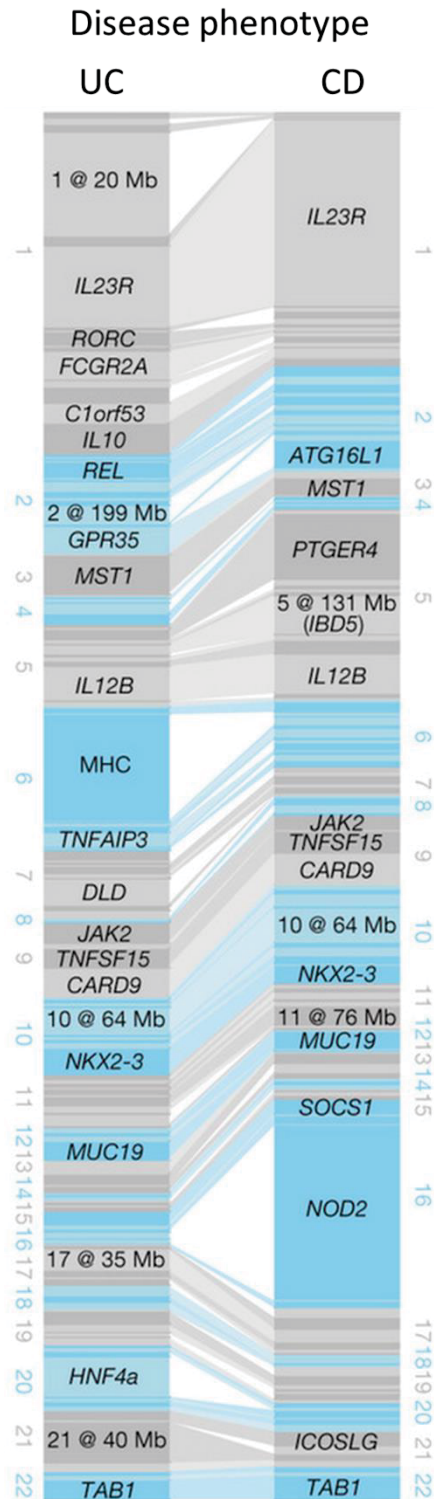 Disease phenotype
UC
CD
1 @ 20 Mb
IL23R
RORC
FCGR2A
C1orf53
IL10
REL
2 @ 199 Mb
GPR35
MST1
IL12B
MHC
TNFAIP3
DLD
JAK2
TNFSF15
CARD9
10 @ 64 Mb
NKX2-3
MUC19
17 @ 35 Mb
HNF4a
21 @ 40 Mb
TAB1
1
2
3
4
5
6
7
8
9
10
11
12
13
14
15
16
17
18
19
20
21
22
IL23R
ATG16L1
MST1
PTGER4
5 @ 131 Mb
(IBD5)
IL12B
JAK2
TNFSF15
CARD9
10 @ 64 Mb
NKX2-3
11 @ 76 Mb
MUC19
SOCS1
NOD2
ICOSLG
TAB1
1
2
3
4
5
6
7
8
9
10
11
12
13
14
15
16
17
18
19
20
21
22